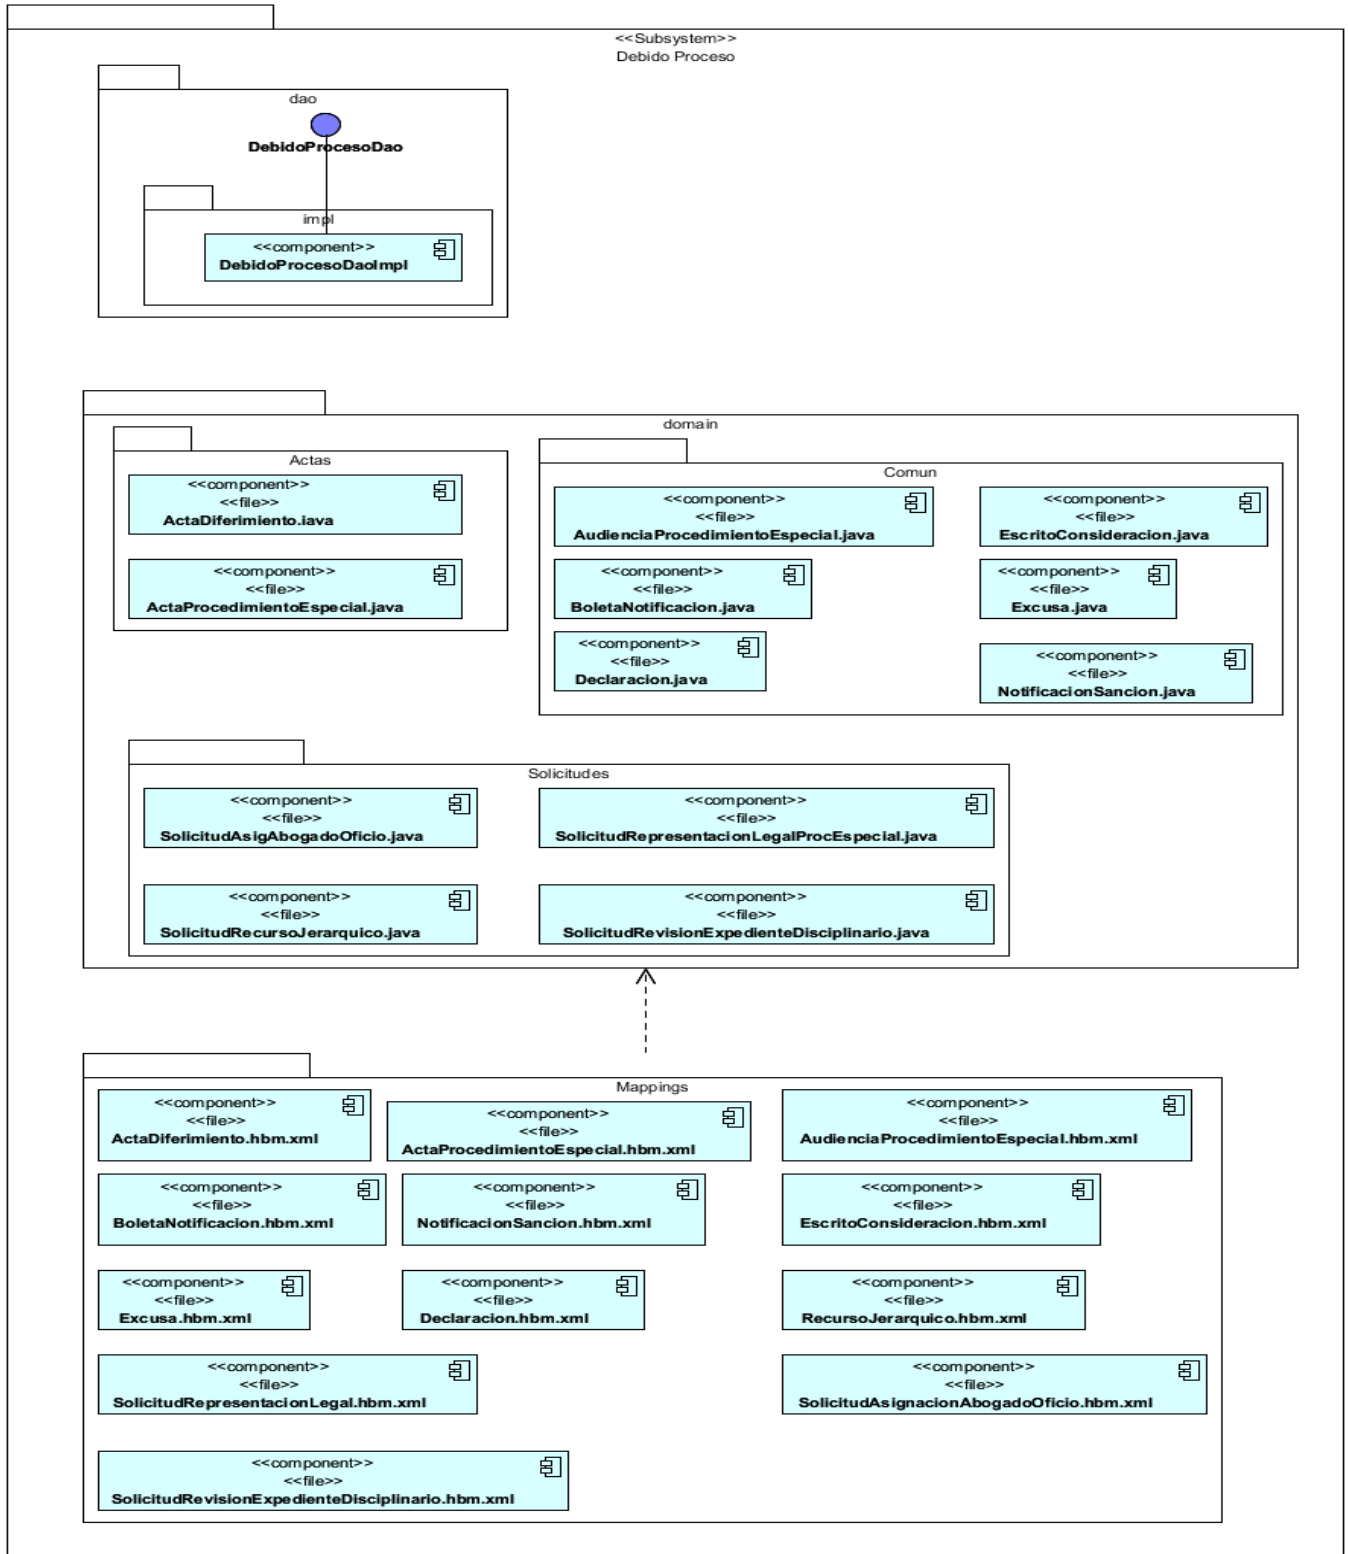 <<Subsystem>>
Debido Proceso
dao
DebidoProcesoDao
impl
<<component>>
DebidoProcesoDaoImpl
domain
Actas
<<component>>
<<file>>
ActaDiferimiento.java
<<component>>
<<file>>
ActaProcedimientoEspecial.java
Comun
<<component>>
<<file>>
AudienciaProcedimientoEspecial.java
<<component>>
<<file>>
EscritoConsideracion.java
<<component>>
<<file>>
BoletaNotificacion.java
<<component>>
<<file>>
Excusa.java
<<component>>
<<file>>
Declaracion.java
<<component>>
<<file>>
NotificacionSancion.java
Solicitudes
<<component>>
<<file>>
SolicitudAsigAbogadoOficio.java
<<component>>
<<file>>
SolicitudRepresentacionLegalProcEspecial.java
<<component>>
<<file>>
SolicitudRecursoJerarquico.java
<<component>>
<<file>>
SolicitudRevisionExpedienteDisciplinario.java
Mappings
<<component>>
<<file>>
ActaDiferimiento.hbm.xml
<<component>>
<<file>>
ActaProcedimientoEspecial.hbm.xml
<<component>>
<<file>>
AudienciaProcedimientoEspecial.hbm.xml
<<component>>
<<file>>
BoletaNotificacion.hbm.xml
<<component>>
<<file>>
NotificacionSancion.hbm.xml
<<component>>
<<file>>
EscritoConsideracion.hbm.xml
<<component>>
<<file>>
Excusa.hbm.xml
<<component>>
<<file>>
Declaracion.hbm.xml
<<component>>
<<file>>
RecursoJerarquico.hbm.xml
<<component>>
<<file>>
SolicitudRepresentacionLegal.hbm.xml
<<component>>
<<file>>
SolicitudAsignacionAbogadoOficio.hbm.xml
<<component>>
<<file>>
SolicitudRevisionExpedienteDisciplinario.hbm.xml